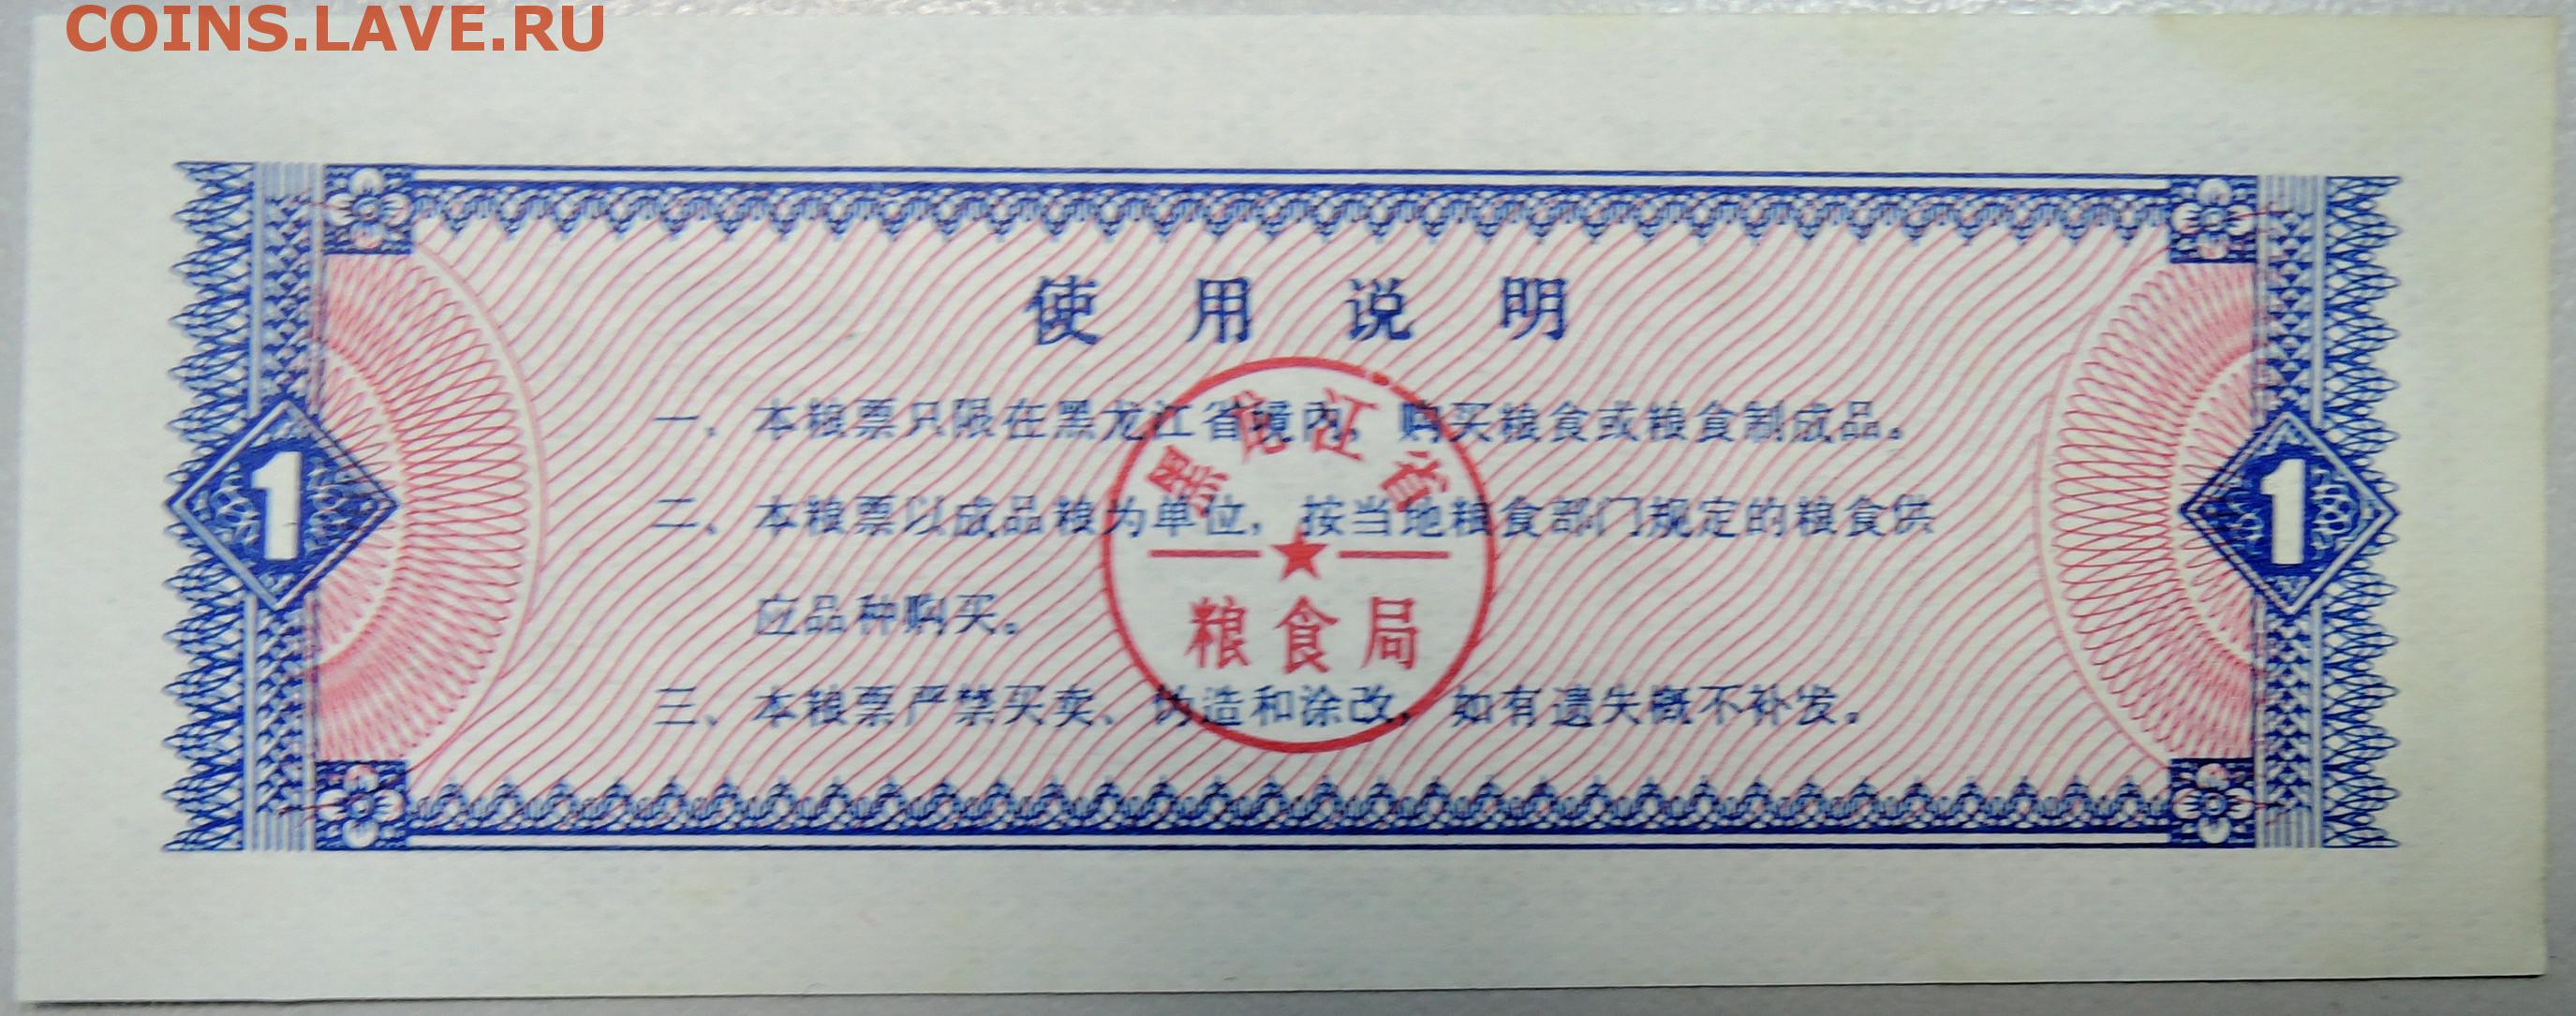 COINS.LAVE.RU
使用说明
一、本粮票只限在黑龙江省境内，购买粮食或粮食制成品。
二、本粮票以成品粮为单位，按当地粮食部门规定的粮食供
应品种购买。
三、本粮票严禁买卖、伪造和涂改，如有遗失概不补发。
黑龙江省
粮食局
1
1